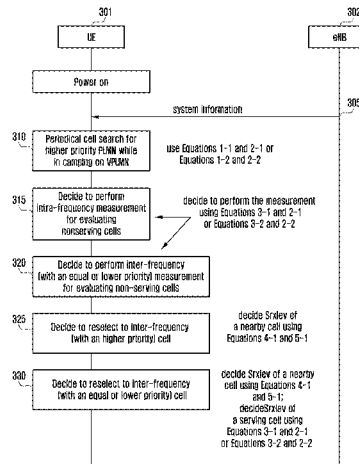 301
302
UE
eNB
Power on
305
system information
310
Periodical cell search for
higher priority PLMN while
in camping on VPLMN
use Equations 1-1 and 2-1 or
Equations 1-2 and 2-2
315
Decide to perform
intra-frequency measurement
for evaluating
nonserving cells
decide to perform the measurement
using Equations 3-1 and 2-1
or Equations 3-2 and 2-2
320
Decide to perform inter-frequency
(with an equal or lower priority) measurement
for evaluating non-serving cells
325
Decide to reselect to inter-frequency
(with an higher priority) cell
decide Srxlev of
a nearby cell using
Equations 4-1 and 5-1
330
Decide to reselect to inter-frequency
(with an equal or lower priority) cell
decide Srxlev of a nearby
cell using Equations 4-1
and 5-1;
decideSrxlev of
a serving cell using
Equations 3-1 and 2-1
or Equations 3-2 and 2-2